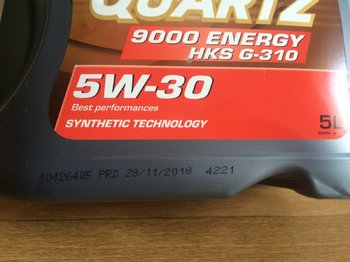 QUARTZ
9000 ENERGY
HKS G-310
5W-30
Best performances
SYNTHETIC TECHNOLOGY
5L
10426405 PRD 28/11/2018 4221